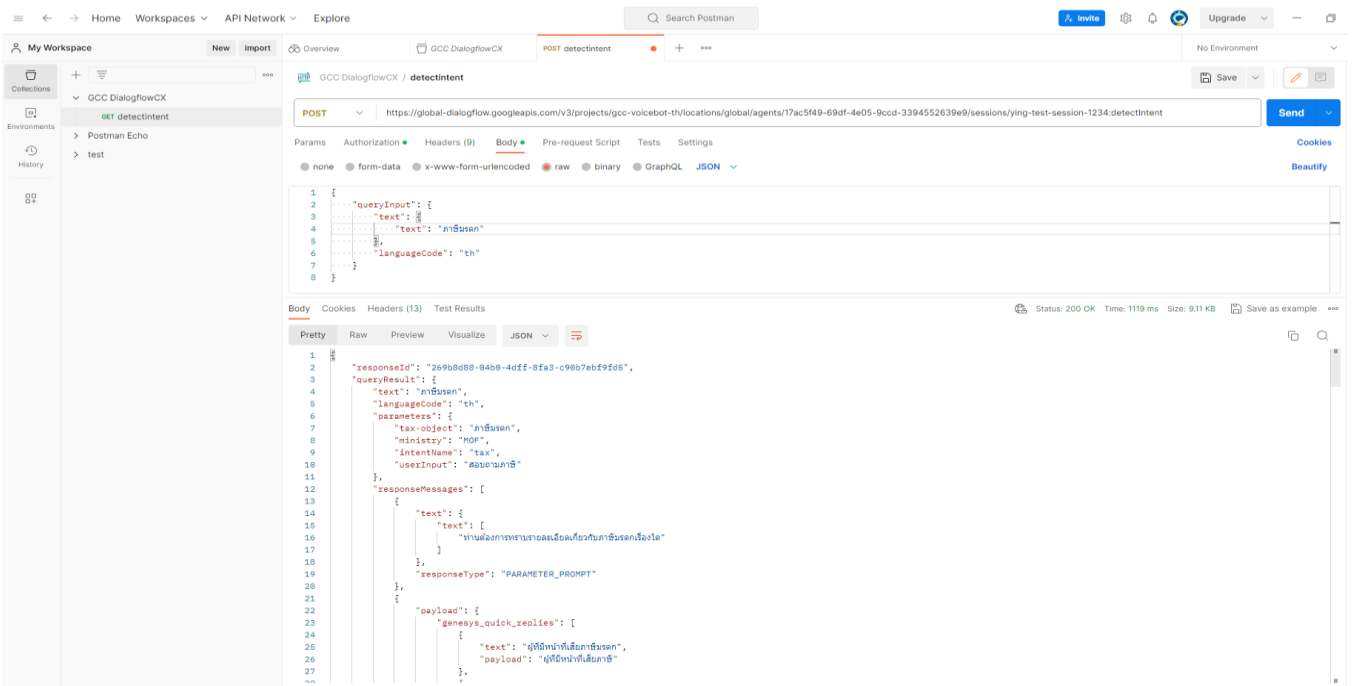 Home Workspaces API Network Explore Search Postman Invite Upgrade
My Workspace New Import Overview GCC DialogflowCX POST detectintent No Environment
Collections
Environments
History
GCC DialogflowCX
GET detectintent
Postman Echo
test
GCC DialogflowCX / detectintent Save
POST https://global-dialogflow.googleapis.com/v3/projects/gcc-voicebot-th/locations/global/agents/17ac5f49-69df-4e05-9ccd-3394552639e9/sessions/ying-test-session-1234:detectIntent Send
Params Authorization Headers (9) Body Pre-request Script Tests Settings Cookies
none form-data x-www-form-urlencoded raw binary GraphQL JSON Beautify
1 {
2 "queryInput": {
3 "text": {
4 "text": "ภาษีมรดก"
5 },
6 "languageCode": "th"
7 }
8 }
Body Cookies Headers (13) Test Results Status: 200 OK Time: 1119 ms Size: 9.11 KB Save as example
Pretty Raw Preview Visualize JSON
1 {
2 "responseId": "269b8d88-04b0-4dff-8fa3-c90b7ebf9fd5",
3 "queryResult": {
4 "text": "ภาษีมรดก",
5 "languageCode": "th",
6 "parameters": {
7 "tax-object": "ภาษีมรดก",
8 "ministry": "MOF",
9 "intentName": "tax",
10 "userInput": "สอบถามภาษี"
11 },
12 "responseMessages": [
13 {
14 "text": {
15 "text": [
16 "ท่านต้องการทราบรายละเอียดเกี่ยวกับภาษีมรดกเรื่องใด"
17 ]
18 },
19 "responseType": "PARAMETER_PROMPT"
20 },
21 {
22 "payload": {
23 "genesys_quick_replies": [
24 {
25 "text": "ผู้ที่มีหน้าที่เสียภาษีมรดก",
26 "payload": "ผู้ที่มีหน้าที่เสียภาษี"
27 },